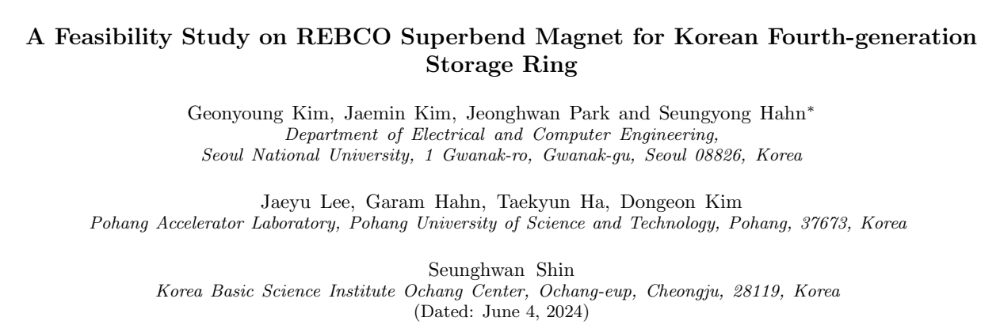 A Feasibility Study on REBCO Superbend Magnet for Korean Fourth-generation
Storage Ring
Geonyoung Kim, Jaemin Kim, Jeonghwan Park and Seungyong Hahn*
Department of Electrical and Computer Engineering,
Seoul National University, 1 Gwanak-ro, Gwanak-gu, Seoul 08826, Korea
Jaeyu Lee, Garam Hahn, Taekyun Ha, Dongeon Kim
Pohang Accelerator Laboratory, Pohang University of Science and Technology, Pohang, 37673, Korea
Seunghwan Shin
Korea Basic Science Institute Ochang Center, Ochang-eup, Cheongju, 28119, Korea
(Dated: June 4, 2024)